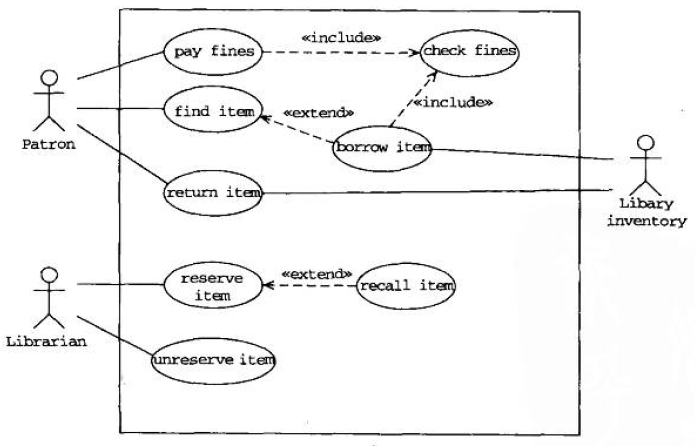 pay fines
«include»
check fines
find item
«extend»
«include»
Patron
borrow item
return item
Libary
inventory
reserve
item
«extend»
recall item
Librarian
unreserve item